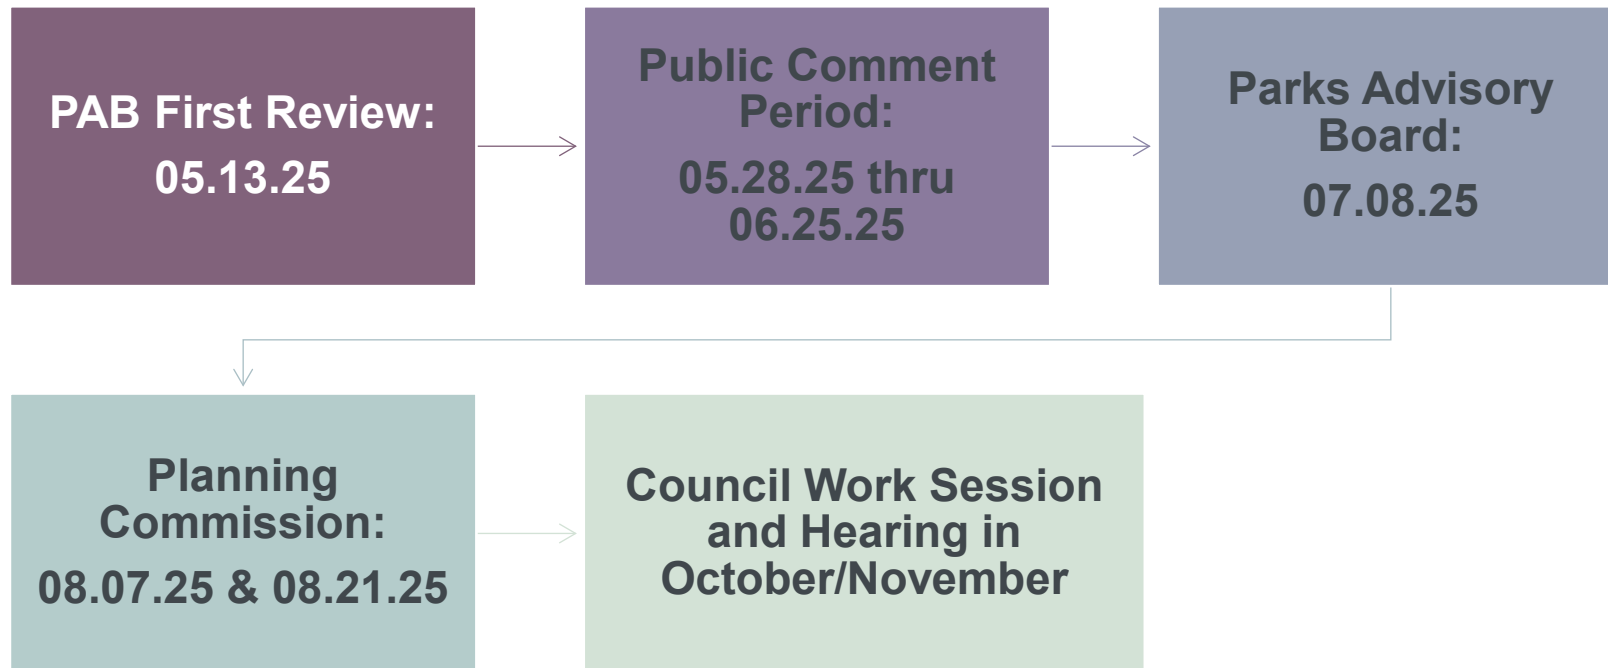 PAB First Review:
05.13.25
Public Comment
Period:
05.28.25 thru
06.25.25
Parks Advisory
Board:
07.08.25
Planning
Commission:
08.07.25 & 08.21.25
Council Work Session
and Hearing in
October/November